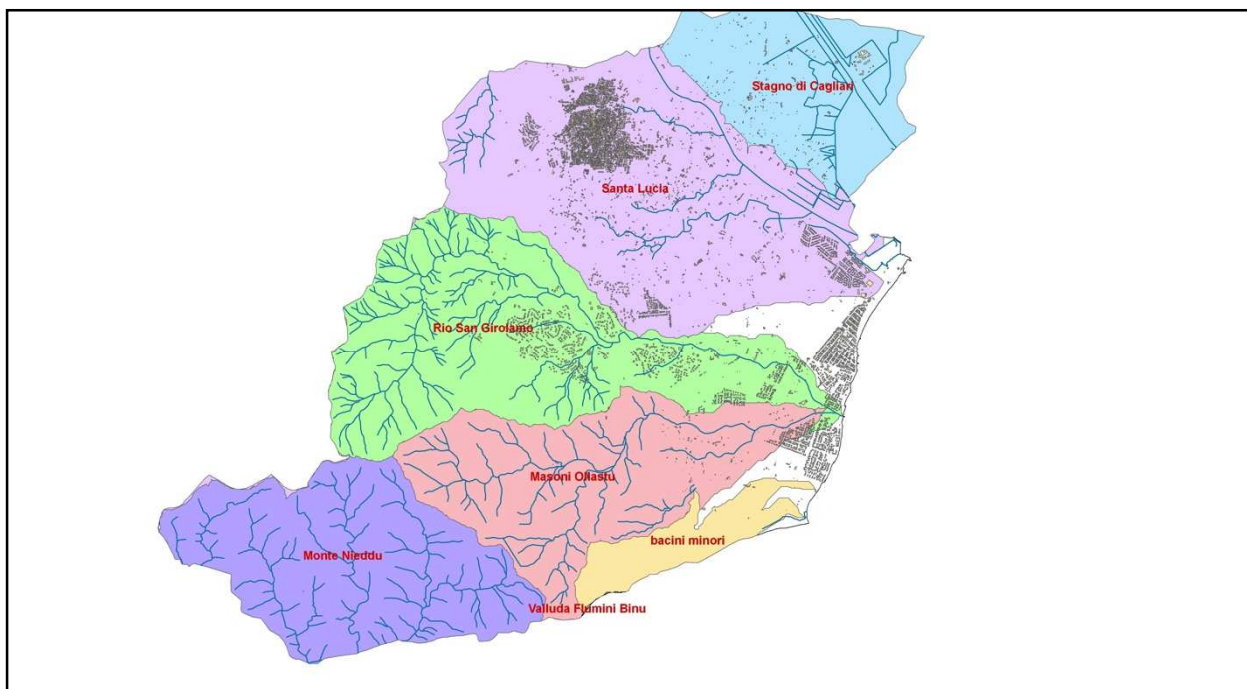 Stagno di Cagliari
Santa Lucia
Rio San Girolamo
Masoni Ollastu
bacini minori
Monte Nieddu
Valluda Flumini Binu